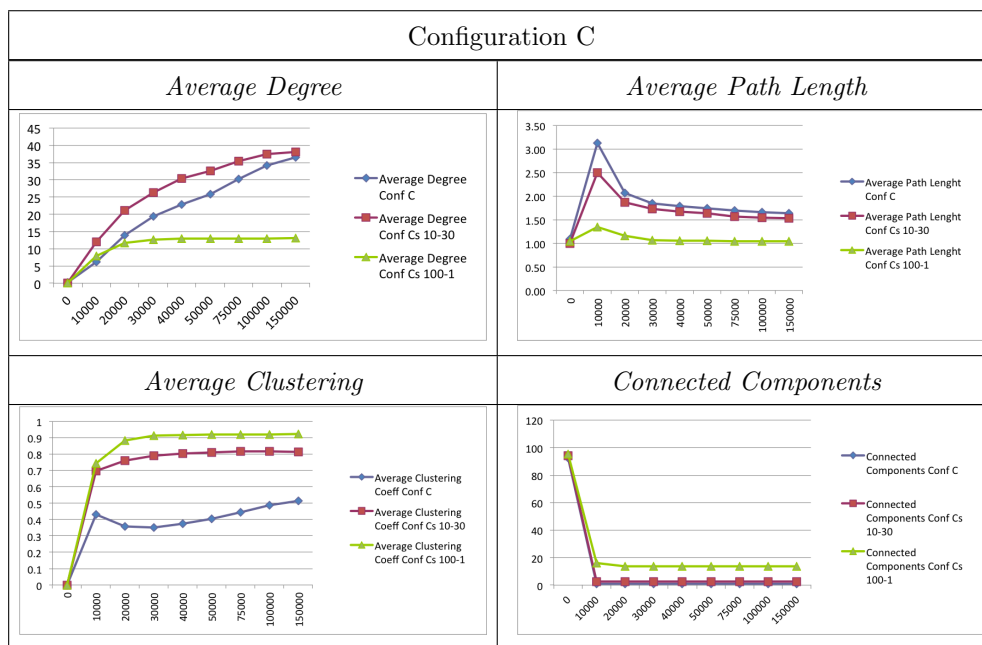 Configuration C
Average Degree
Average Path Length
45
40
35
30
25
20
15
10
5
0
0
10000
20000
30000
40000
50000
75000
100000
150000
Average Degree
Conf C
Average Degree
Conf Cs 10-30
Average Degree
Conf Cs 100-1
3.50
3.00
2.50
2.00
1.50
1.00
0.50
0.00
0
10000
20000
30000
40000
50000
75000
100000
150000
Average Path Lenght
Conf C
Average Path Lenght
Conf Cs 10-30
Average Path Lenght
Conf Cs 100-1
Average Clustering
Connected Components
1
0.9
0.8
0.7
0.6
0.5
0.4
0.3
0.2
0.1
0
0
10000
20000
30000
40000
50000
75000
100000
150000
Average Clustering
Coeff Conf C
Average Clustering
Coeff Conf Cs 10-30
Average Clustering
Coeff Conf Cs 100-1
120
100
80
60
40
20
0
0
10000
20000
30000
40000
50000
75000
100000
150000
Connected
Components Conf C
Connected
Components Conf Cs
10-30
Connected
Components Conf Cs
100-1